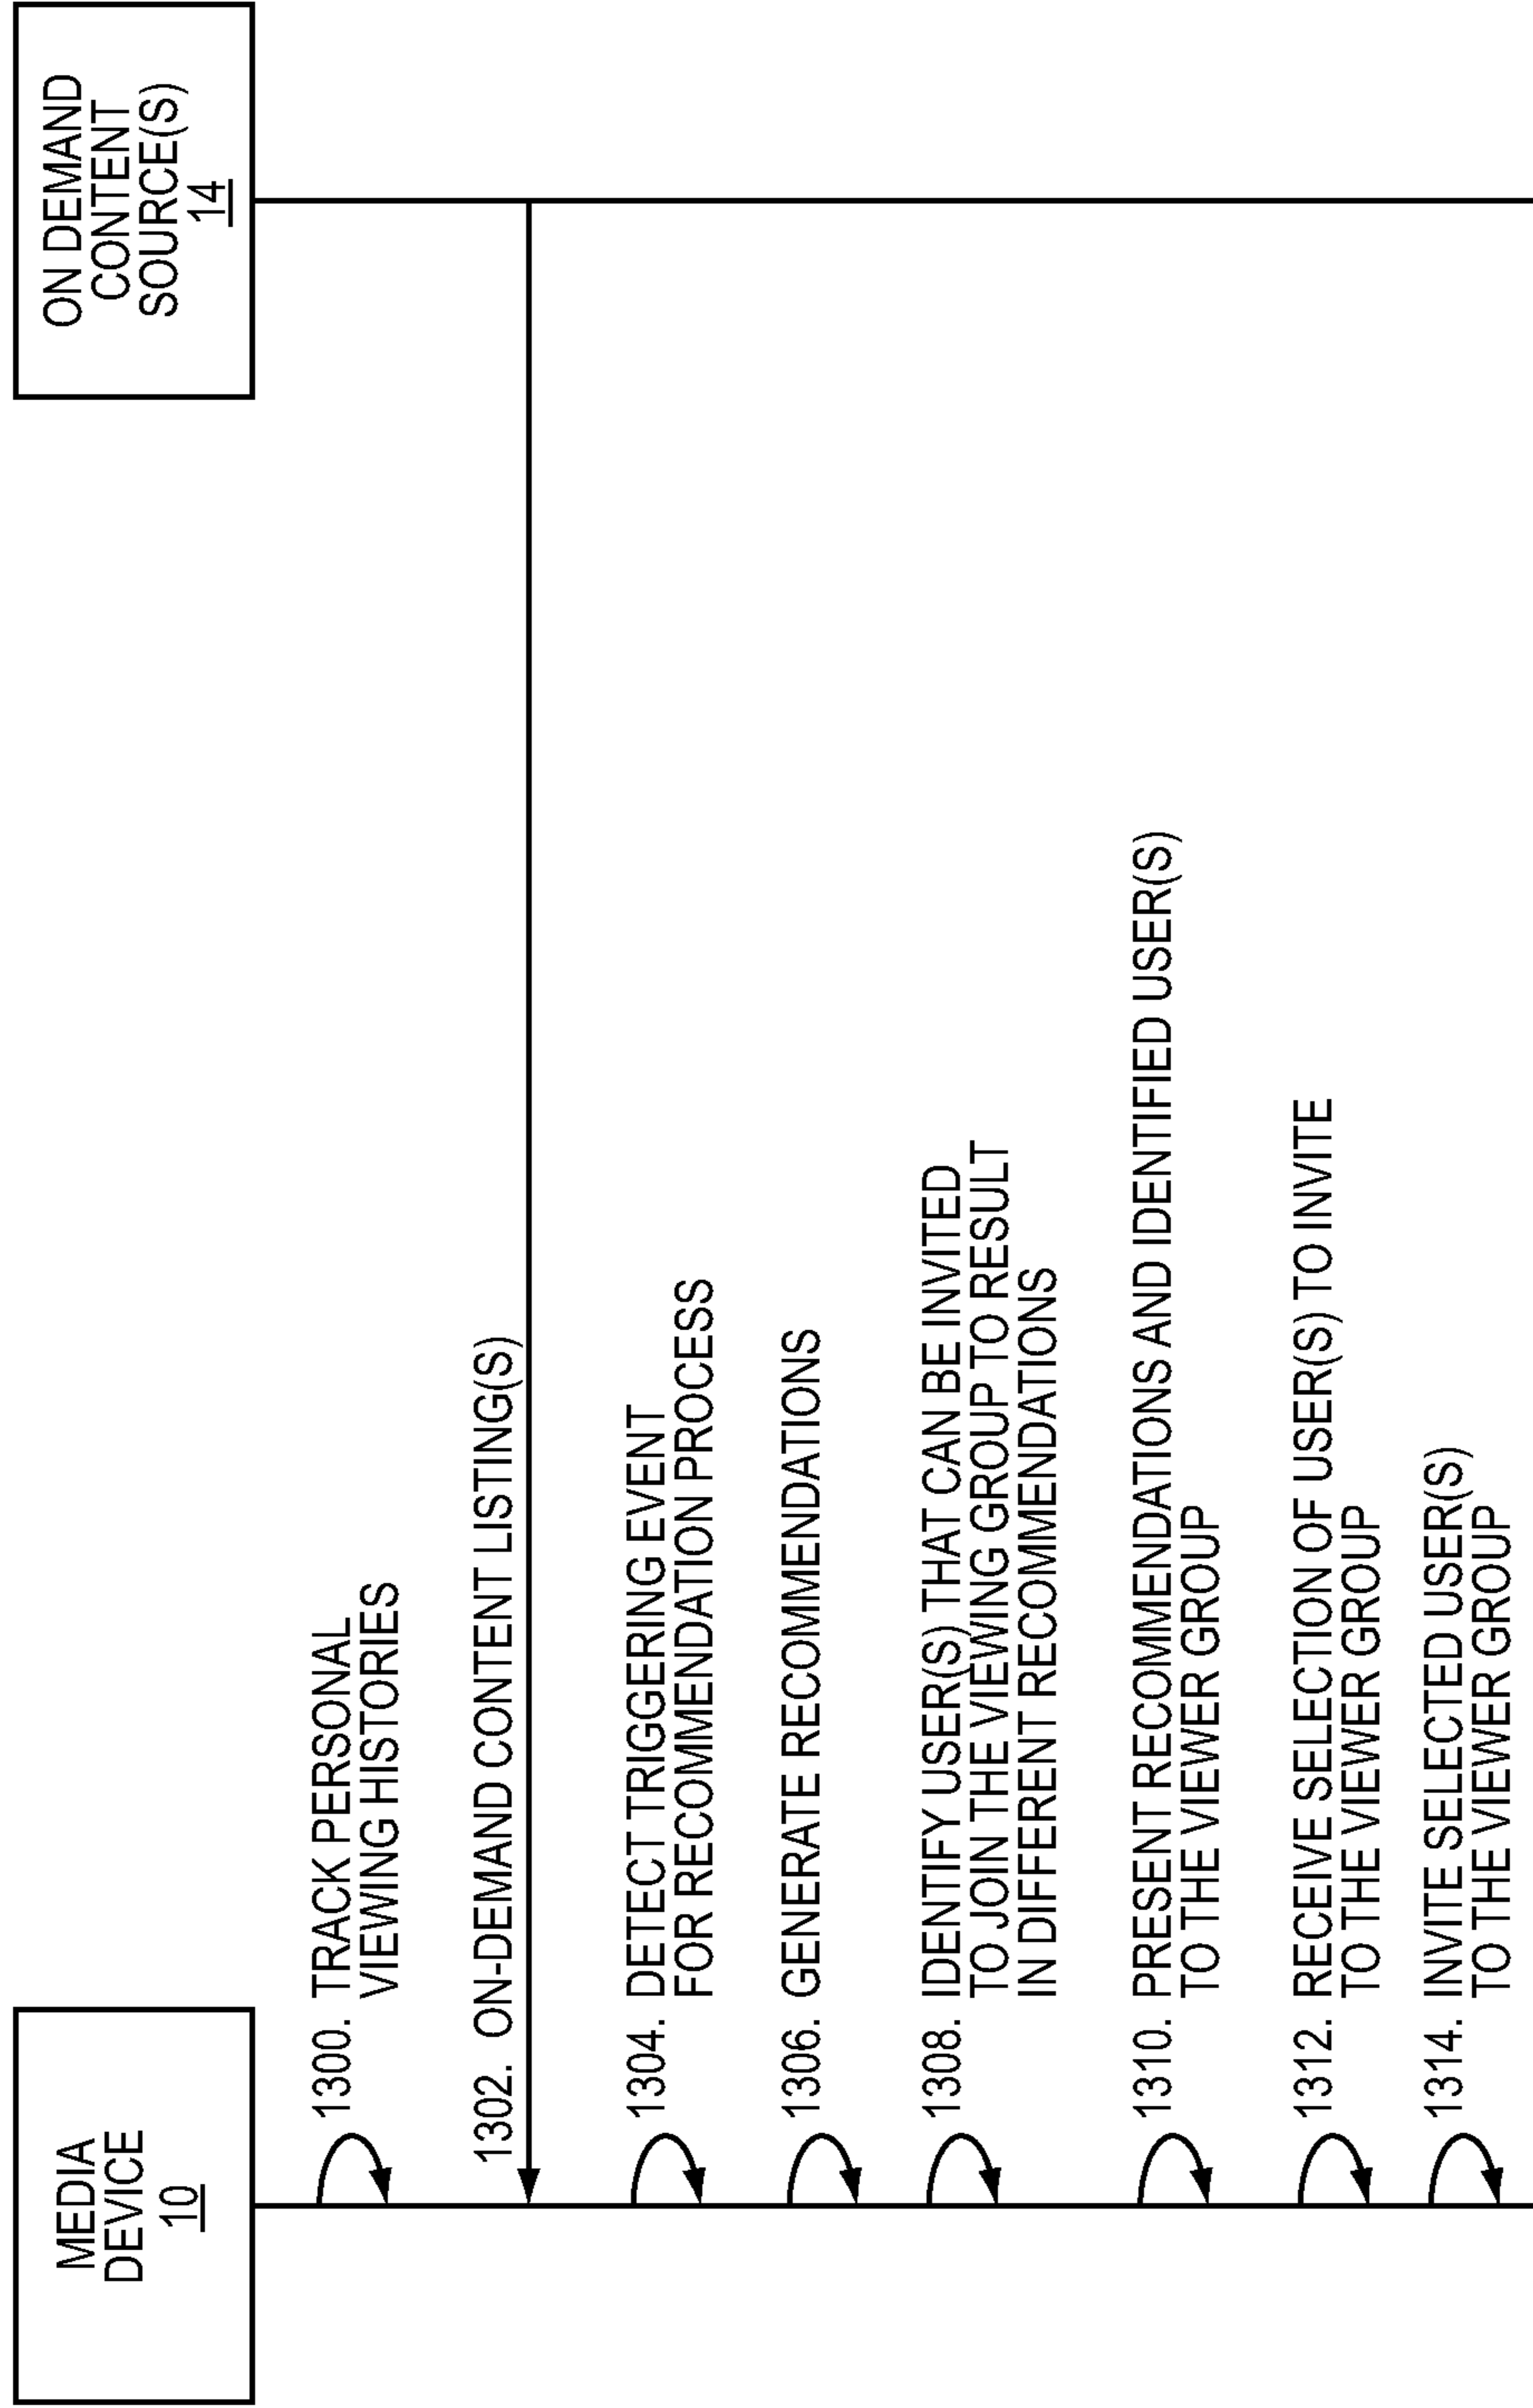 MEDIA
DEVICE
10
ON DEMAND
CONTENT
SOURCE(S)
14
1300. TRACK PERSONAL
VIEWING HISTORIES
1302. ON-DEMAND CONTENT LISTING(S)
1304. DETECT TRIGGERING EVENT
FOR RECOMMENDATION PROCESS
1306. GENERATE RECOMMENDATIONS
1308. IDENTIFY USER(S) THAT CAN BE INVITED
TO JOIN THE VIEWING GROUP TO RESULT
IN DIFFERENT RECOMMENDATIONS
1310. PRESENT RECOMMENDATIONS AND IDENTIFIED USER(S)
TO THE VIEWER GROUP
1312. RECEIVE SELECTION OF USER(S) TO INVITE
TO THE VIEWER GROUP
1314. INVITE SELECTED USER(S)
TO THE VIEWER GROUP